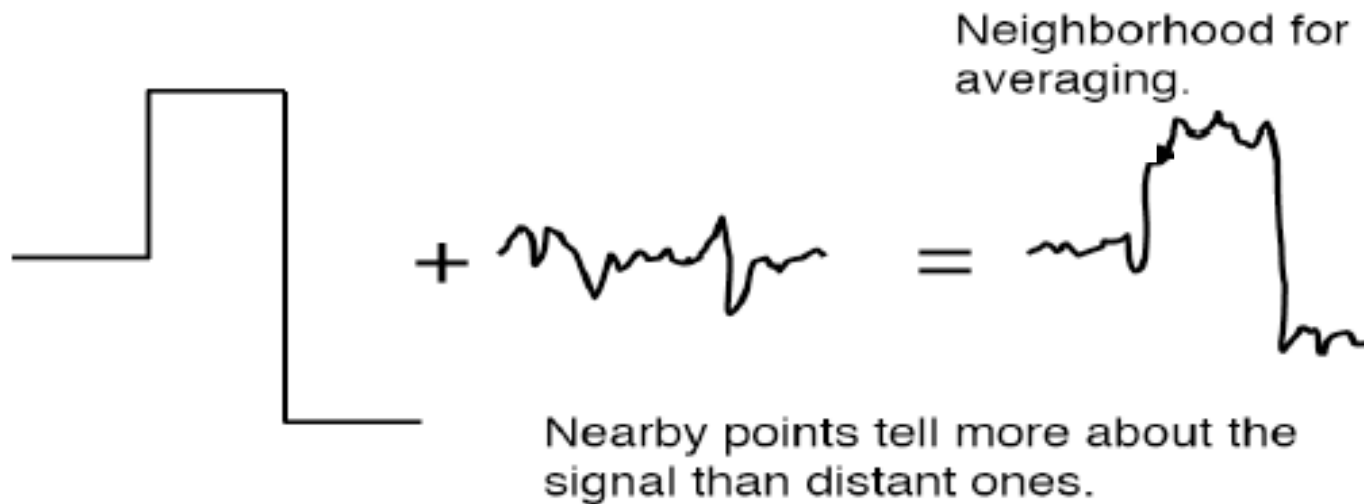 Neighborhood for
averaging.
+
=
Nearby points tell more about the
signal than distant ones.